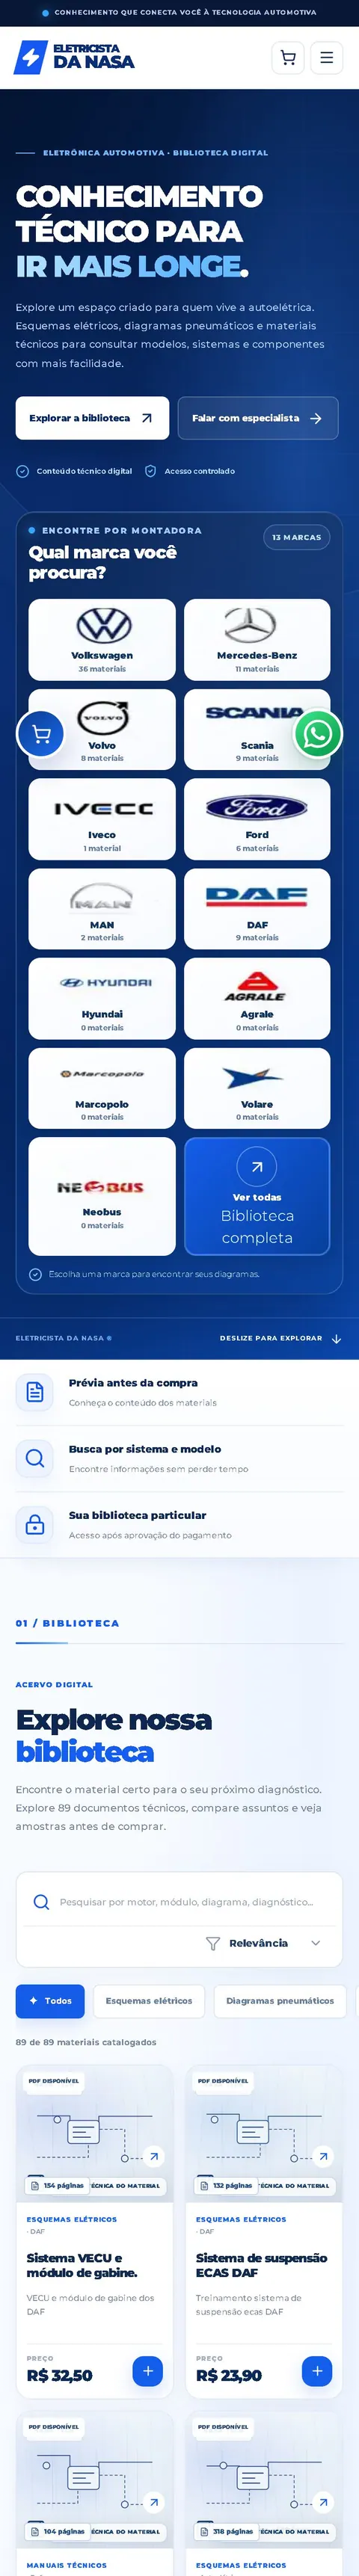 CONHECIMENTO QUE CONECTA VOCÊ À TECNOLOGIA AUTOMOTIVA
ELETRICISTA
DA NASA
ELETRÔNICA AUTOMOTIVA • BIBLIOTECA DIGITAL
CONHECIMENTO
TÉCNICO PARA
IR MAIS LONGE.
Explore um espaço criado para quem vive a autoelétrica.
Esquemas elétricos, diagramas pneumáticos e materiais
técnicos para consultar modelos, sistemas e componentes
com mais facilidade.
Explorar a biblioteca
Falar com especialista
Conteúdo técnico digital
Acesso controlado
ENCONTRE POR MONTADORA
13 MARCAS
Qual marca você
procura?
Volkswagen
36 materiais
Mercedes-Benz
11 materiais
VOLVO
Volvo
8 materiais
SCANIA
Scania
9 materiais
IVECO
Iveco
1 material
Ford
Ford
6 materiais
MAN
MAN
2 materiais
DAF
DAF
9 materiais
HYUNDAI
Hyundai
0 materiais
AGRALE
Agrale
0 materiais
Marcopolo
Marcopolo
0 materiais
Volare
0 materiais
NEOBUS
Neobus
0 materiais
Ver todas
Biblioteca
completa
Escolha uma marca para encontrar seus diagramas.
ELETRICISTA DA NASA ®
DESLIZE PARA EXPLORAR
Prévia antes da compra
Conheça o conteúdo dos materiais
Busca por sistema e modelo
Encontre informações sem perder tempo
Sua biblioteca particular
Acesso após aprovação do pagamento
01 / BIBLIOTECA
ACERVO DIGITAL
Explore nossa
biblioteca
Encontre o material certo para o seu próximo diagnóstico.
Explore 89 documentos técnicos, compare assuntos e veja
amostras antes de comprar.
Pesquisar por motor, módulo, diagrama, diagnóstico...
Relevância
Todos
Esquemas elétricos
Diagramas pneumáticos
89 de 89 materiais catalogados
PDF DISPONÍVEL
154 páginas
TÉCNICA DO MATERIAL
ESQUEMAS ELÉTRICOS
· DAF
Sistema VECU e
módulo de gabine.
VECU e módulo de gabine dos
DAF
PREÇO
R$ 32,50
PDF DISPONÍVEL
132 páginas
TÉCNICA DO MATERIAL
ESQUEMAS ELÉTRICOS
· DAF
Sistema de suspensão
ECAS DAF
Treinamento sistema de
suspensão ecas DAF
PREÇO
R$ 23,90
PDF DISPONÍVEL
104 páginas
TÉCNICA DO MATERIAL
MANUAIS TÉCNICOS
PDF DISPONÍVEL
318 páginas
TÉCNICA DO MATERIAL
ESQUEMAS ELÉTRICOS